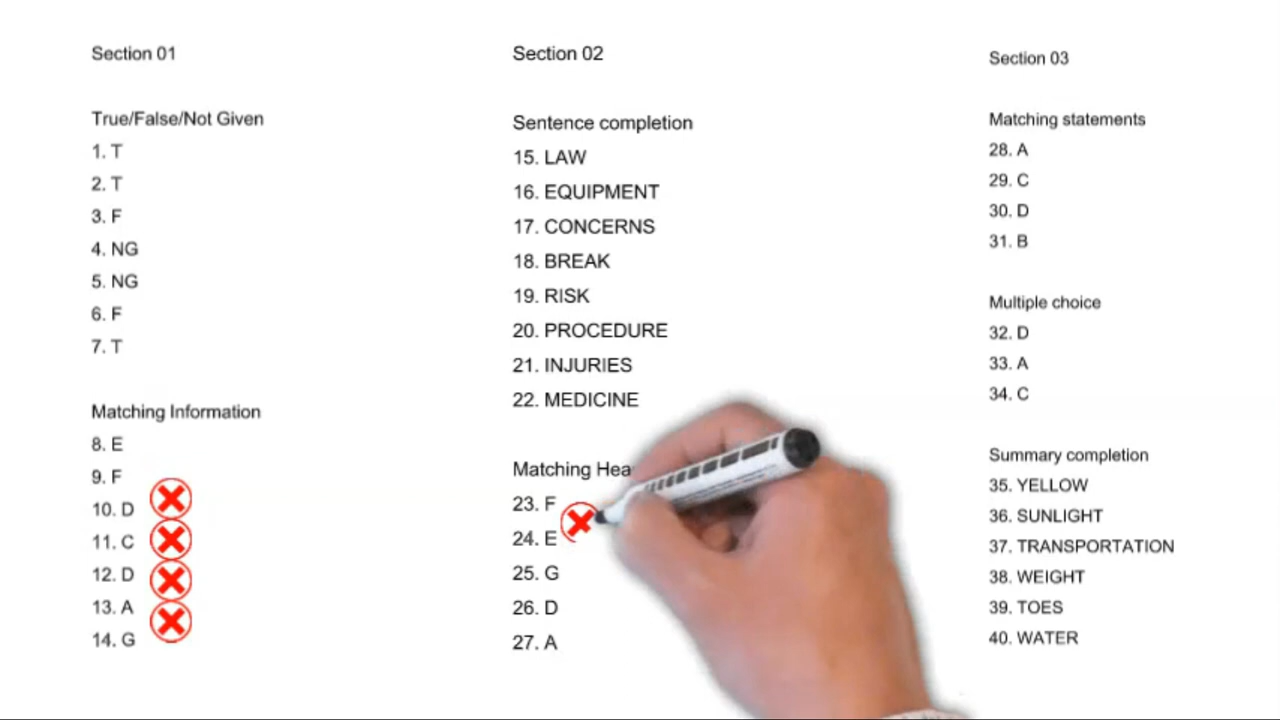 Section 01
True/False/Not Given
1. T
2. T
3. F
4. NG
5. NG
6. F
7. T
Matching Information
8. E
9. F
10. D
11. C
12. D
13. A
14. G
Section 02
Sentence completion
15. LAW
16. EQUIPMENT
17. CONCERNS
18. BREAK
19. RISK
20. PROCEDURE
21. INJURIES
22. MEDICINE
Matching Hea
23. F
24. E
25. G
26. D
27. A
Section 03
Matching statements
28. A
29. C
30. D
31. B
Multiple choice
32. D
33. A
34. C
Summary completion
35. YELLOW
36. SUNLIGHT
37. TRANSPORTATION
38. WEIGHT
39. TOES
40. WATER